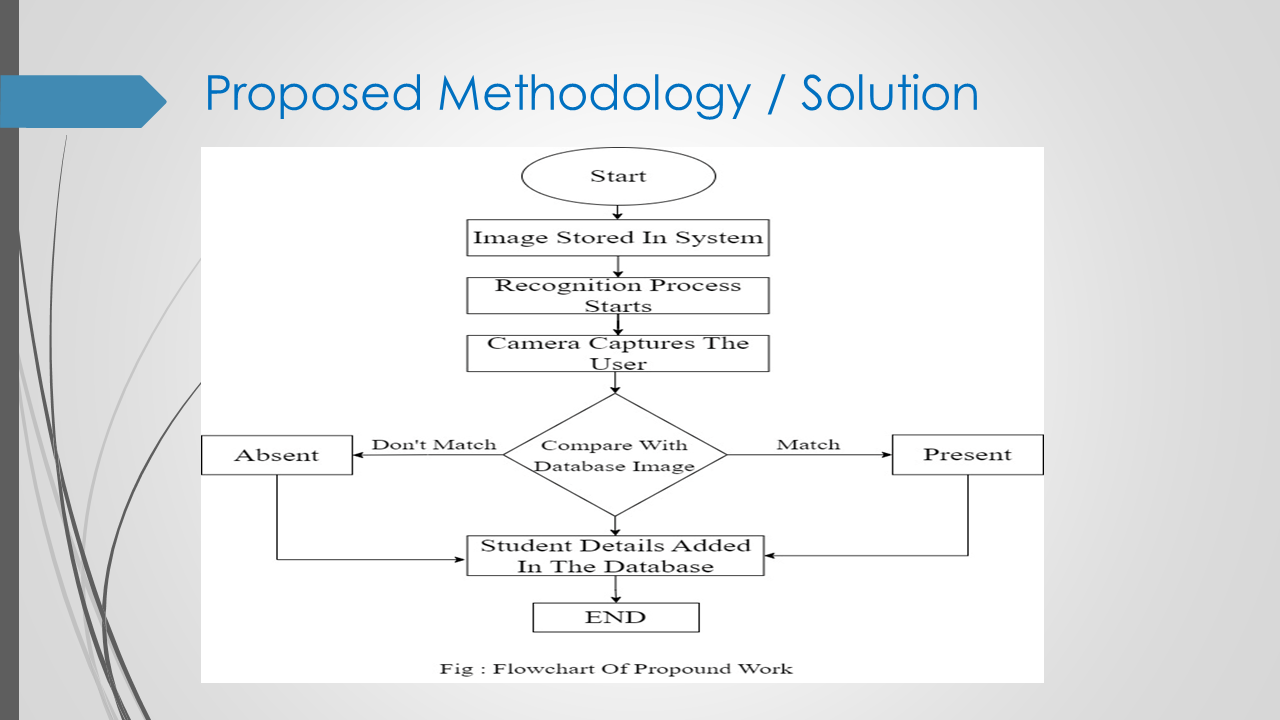 Proposed Methodology / Solution
Start
Image Stored In System
Recognition Process
Starts
Camera Captures The
User
Compare With
Database Image
Don't Match
Match
Absent
Present
Student Details Added
In The Database
END
Fig : Flowchart Of Propound Work